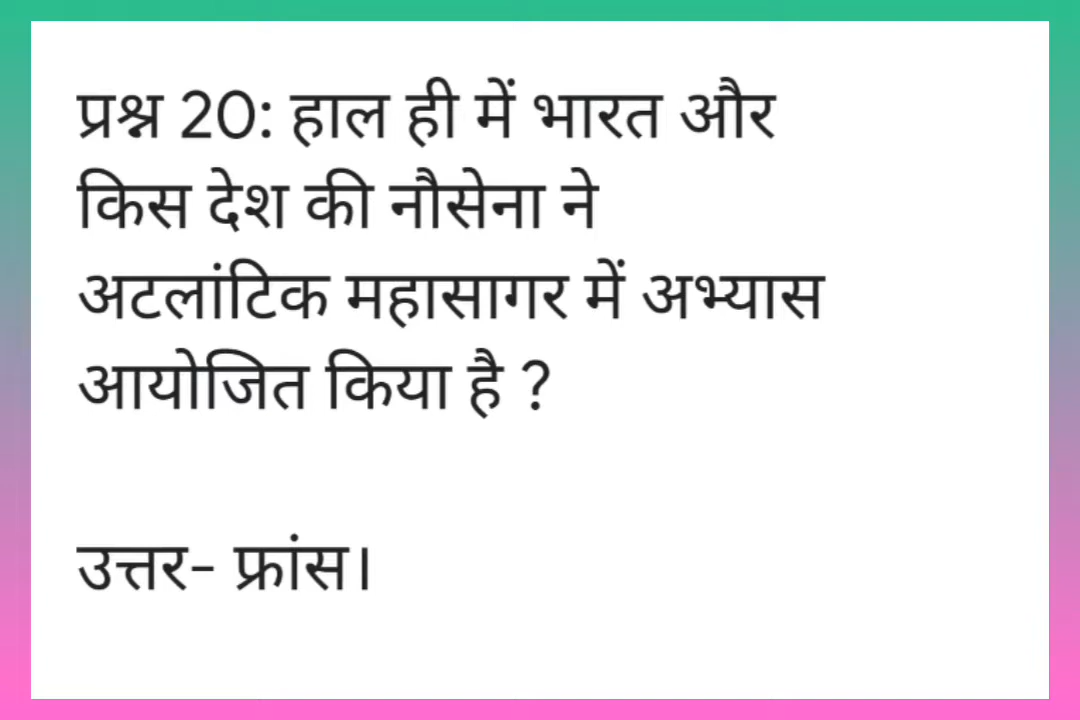 प्रश्न 20: हाल ही में भारत और
किस देश की नौसेना ने
अटलांटिक महासागर में अभ्यास
आयोजित किया है ?
उत्तर- फ्रांस।